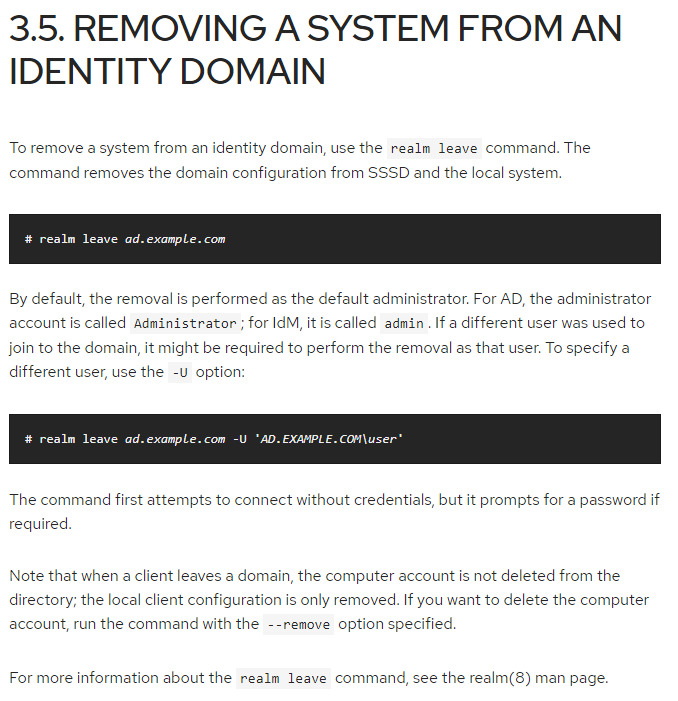 3.5. REMOVING A SYSTEM FROM AN
IDENTITY DOMAIN
To remove a system from an identity domain, use the realm leave command. The
command removes the domain configuration from SSSD and the local system.
# realm leave ad.example.com
By default, the removal is performed as the default administrator. For AD, the administrator
account is called Administrator; for IdM, it is called admin. If a different user was used to
join to the domain, it might be required to perform the removal as that user. To specify a
different user, use the -U option:
# realm leave ad.example.com -U 'AD.EXAMPLE.COM\user'
The command first attempts to connect without credentials, but it prompts for a password if
required.
Note that when a client leaves a domain, the computer account is not deleted from the
directory; the local client configuration is only removed. If you want to delete the computer
account, run the command with the --remove option specified.
For more information about the realm leave command, see the realm(8) man page.